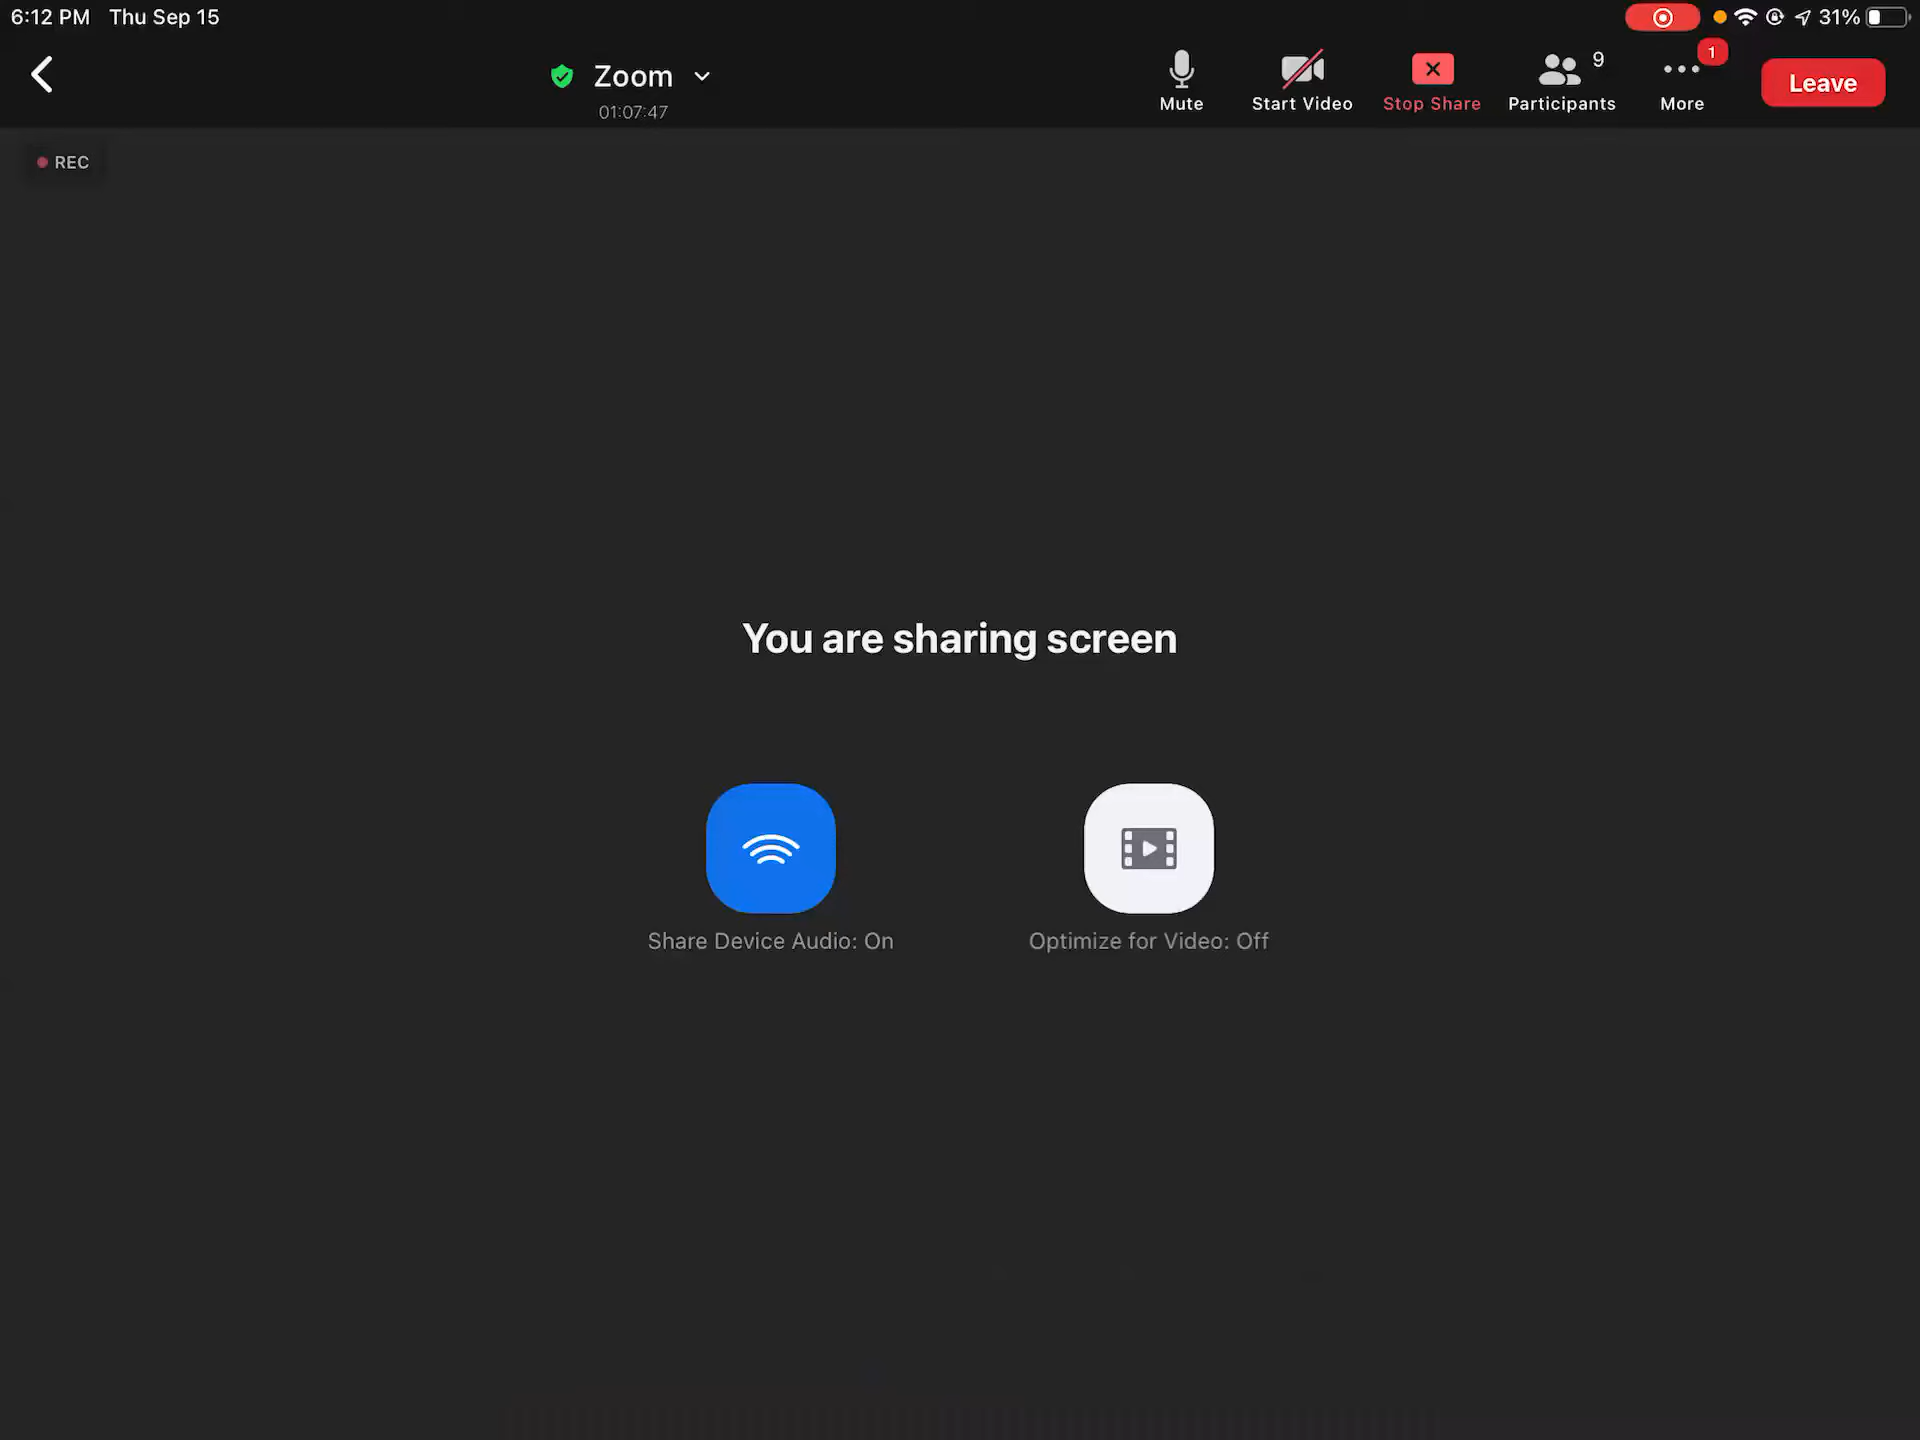 6:12 PM Thu Sep 15
31%
Zoom
01:07:47
Mute
Start Video
Stop Share
9
Participants
1
More
Leave
REC
You are sharing screen
Share Device Audio: On
Optimize for Video: Off